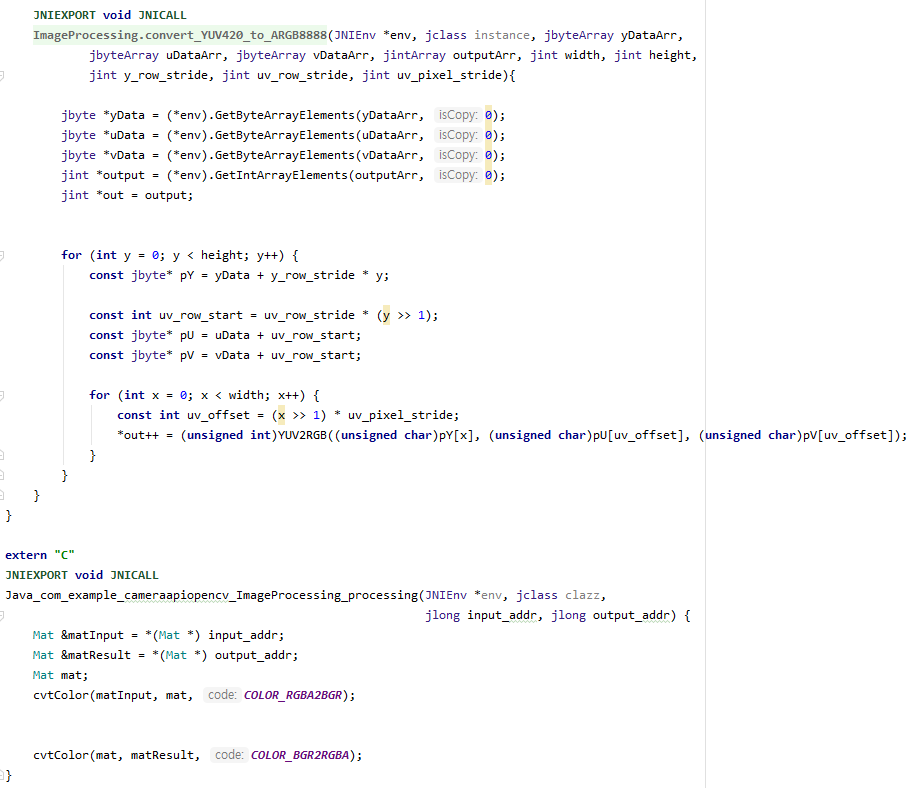 JNIEXPORT void JNICALL
ImageProcessing.convert_YUV420_to_ARGB8888(JNIEnv *env, jclass instance, jbyteArray yDataArr,
jbyteArray uDataArr, jbyteArray vDataArr, jintArray outputArr, jint width, jint height,
jint y_row_stride, jint uv_row_stride, jint uv_pixel_stride){
jbyte *yData = (*env).GetByteArrayElements(yDataArr, isCopy: 0);
jbyte *uData = (*env).GetByteArrayElements(uDataArr, isCopy: 0);
jbyte *vData = (*env).GetByteArrayElements(vDataArr, isCopy: 0);
jint *output = (*env).GetIntArrayElements(outputArr, isCopy: 0);
jint *out = output;
for (int y = 0; y < height; y++) {
const jbyte* pY = yData + y_row_stride * y;
const int uv_row_start = uv_row_stride * (y >> 1);
const jbyte* pU = uData + uv_row_start;
const jbyte* pV = vData + uv_row_start;
for (int x = 0; x < width; x++) {
const int uv_offset = (x >> 1) * uv_pixel_stride;
*out++ = (unsigned int)YUV2RGB((unsigned char)pY[x], (unsigned char)pU[uv_offset], (unsigned char)pV[uv_offset]);
}
}
}
}
extern "C"
JNIEXPORT void JNICALL
Java_com_example_cameraapiopencv_ImageProcessing_processing(JNIEnv *env, jclass clazz,
jlong input_addr, jlong output_addr) {
Mat &matInput = *(Mat *) input_addr;
Mat &matResult = *(Mat *) output_addr;
Mat mat;
cvtColor(matInput, mat, code: COLOR_RGBA2BGR);
cvtColor(mat, matResult, code: COLOR_BGR2RGBA);
}